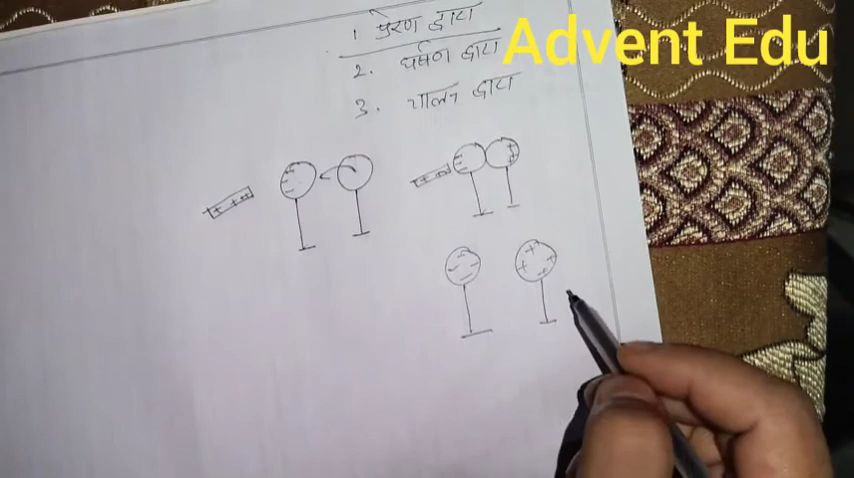 1. प्रेरण द्वारा
2. घर्षण द्वारा
3. चालन द्वारा
Advent Edu